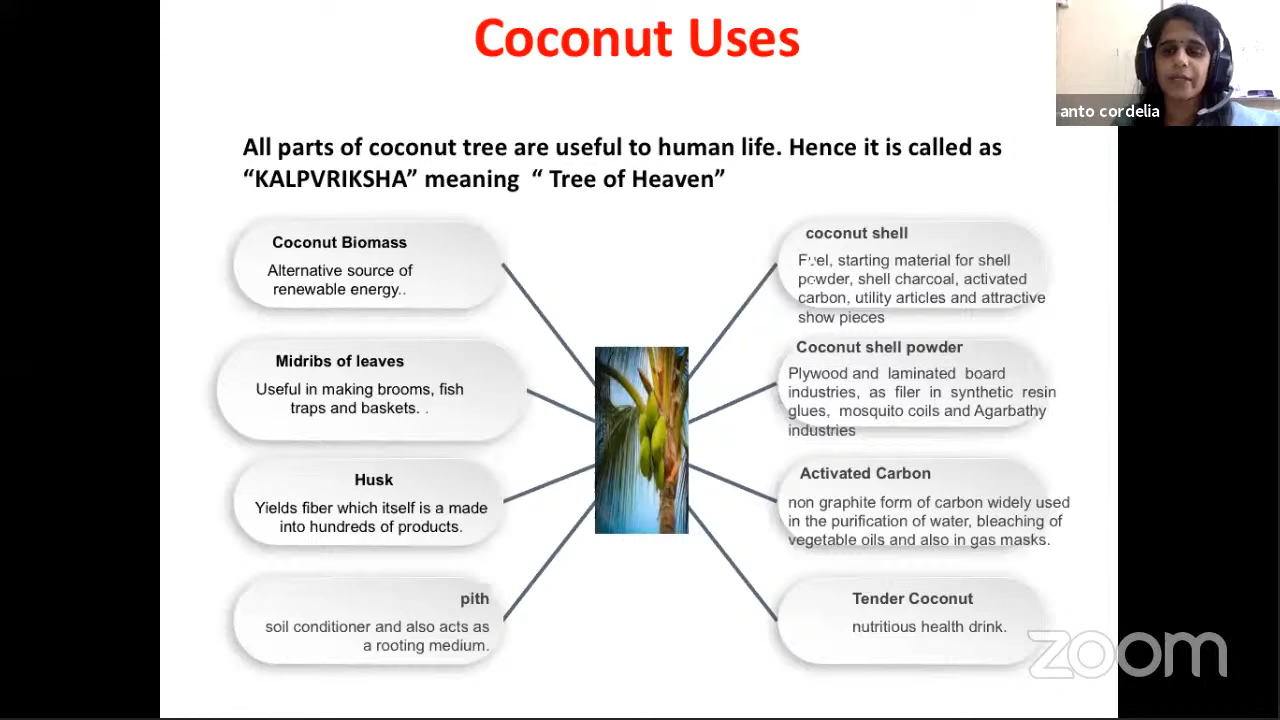 Coconut Uses
anto cordelia
All parts of coconut tree are useful to human life. Hence it is called as
“KALPVRIKSHA” meaning “ Tree of Heaven”
Coconut Biomass
Alternative source of
renewable energy..
Midribs of leaves
Useful in making brooms, fish
traps and baskets. .
Husk
Yields fiber which itself is a made
into hundreds of products.
pith
soil conditioner and also acts as
a rooting medium.
coconut shell
Fuel, starting material for shell
powder, shell charcoal, activated
carbon, utility articles and attractive
show pieces
Coconut shell powder
Plywood and laminated board
industries, as filer in synthetic resin
glues, mosquito coils and Agarbathy
industries
Activated Carbon
non graphite form of carbon widely used
in the purification of water, bleaching of
vegetable oils and also in gas masks.
Tender Coconut
nutritious health drink.
zoom